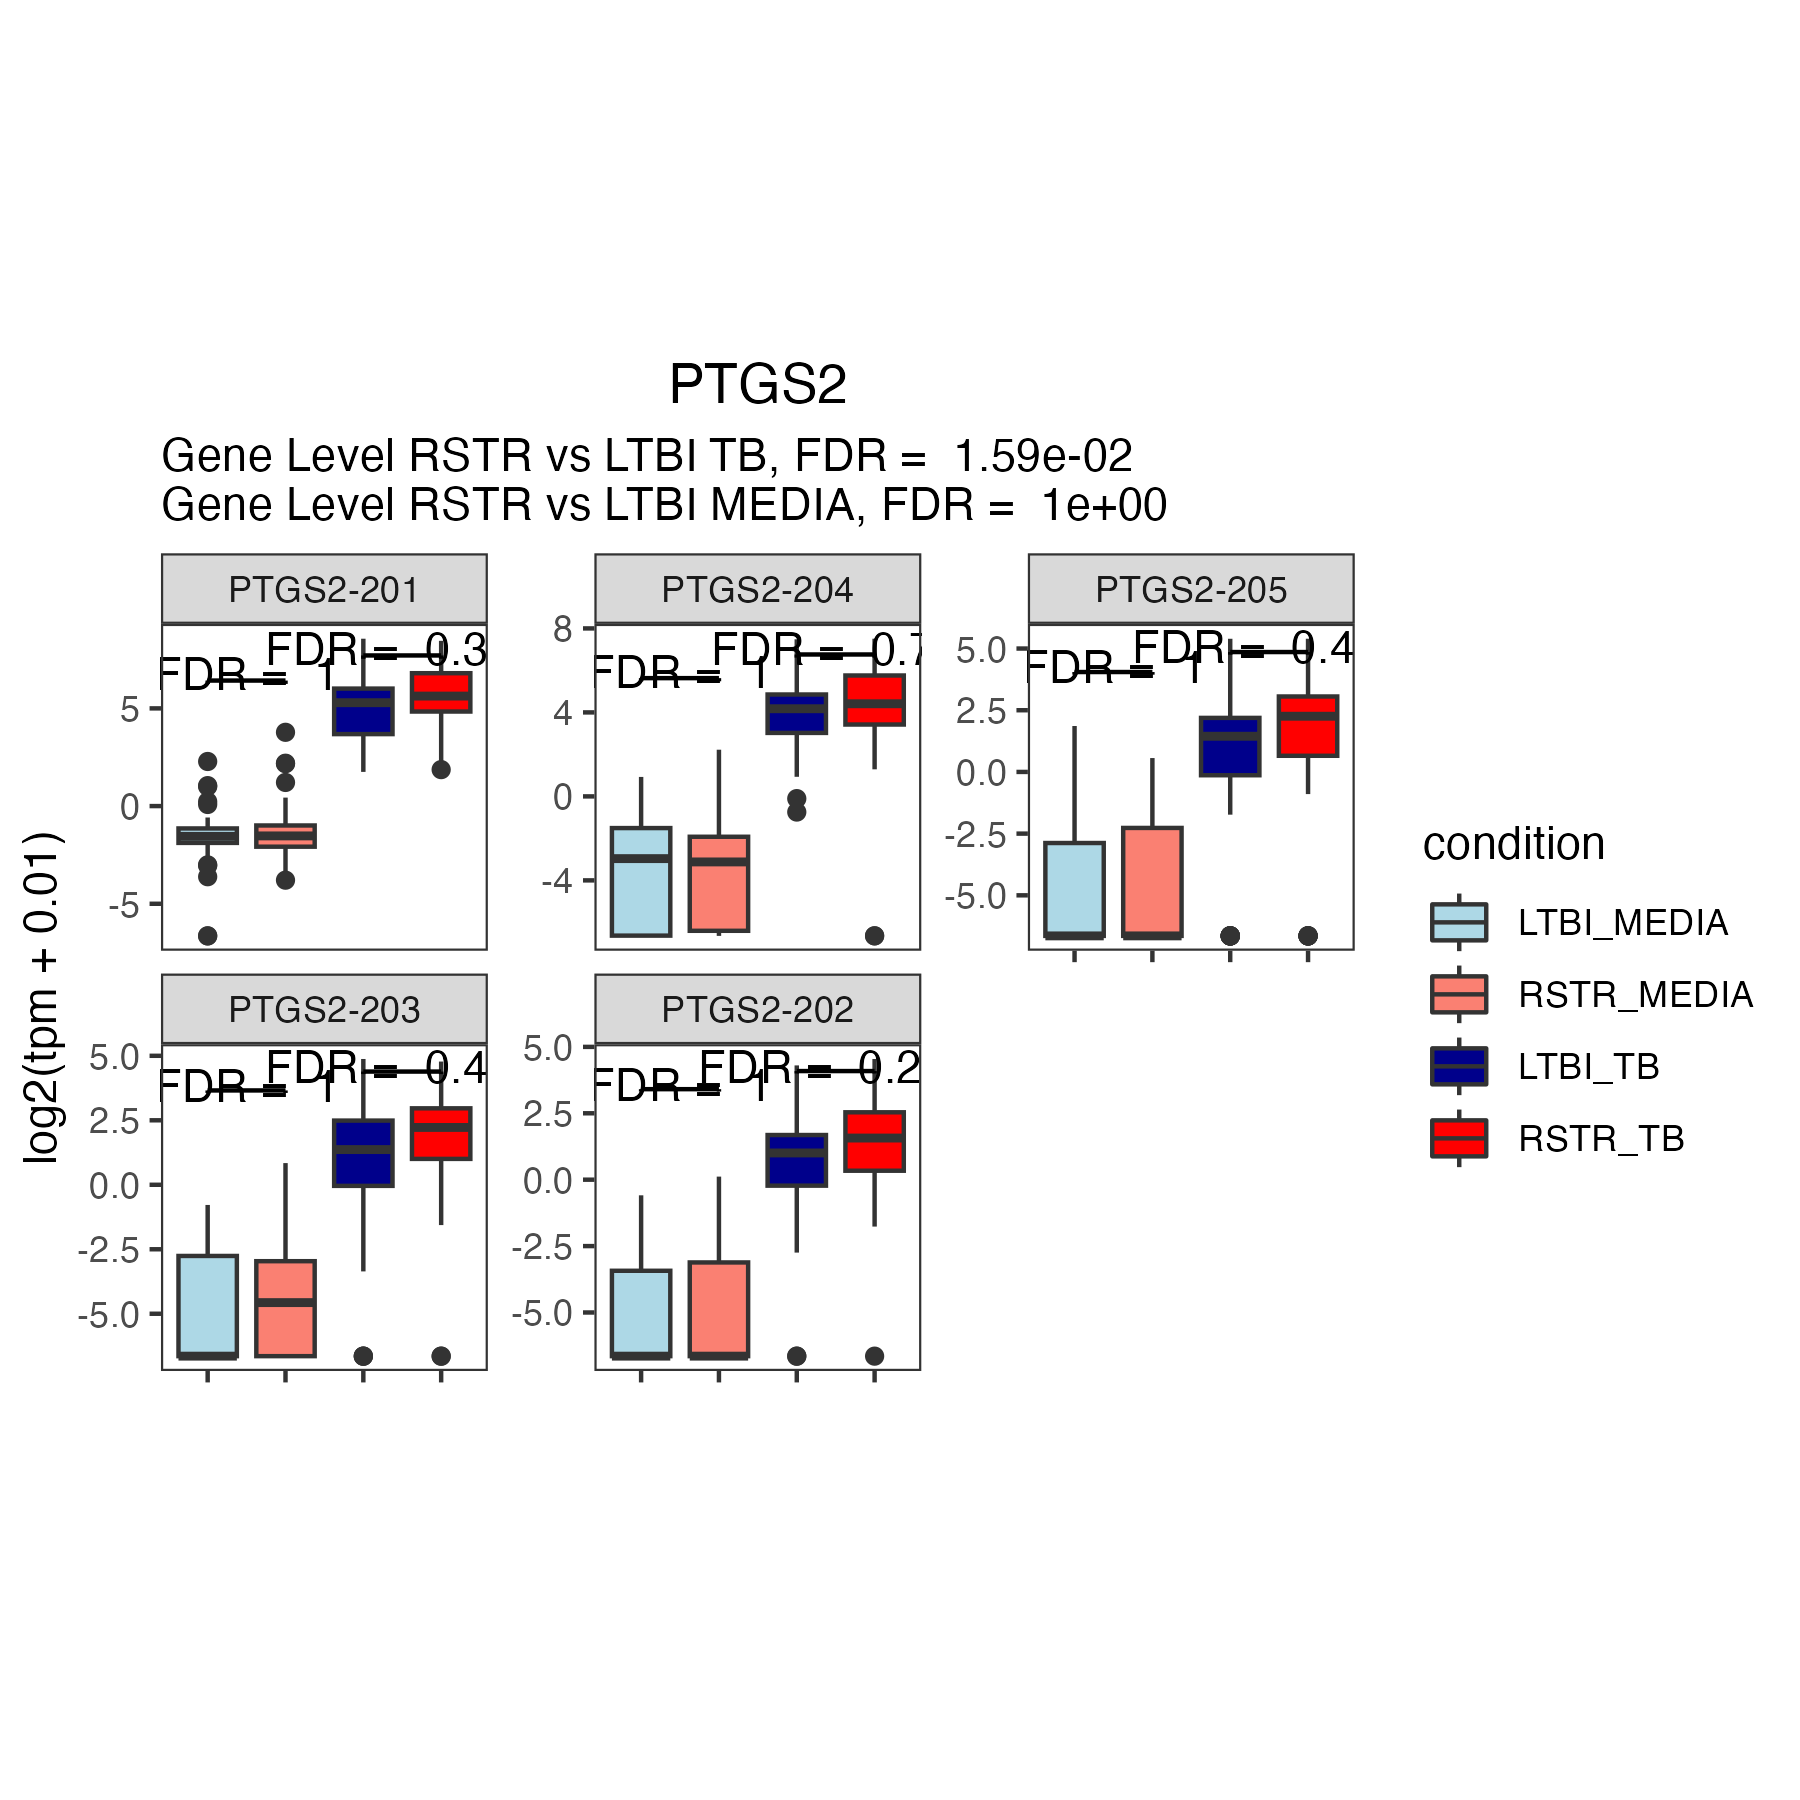 PTGS2
Gene Level RSTR vs LTBI TB, FDR = 1.59e-02
Gene Level RSTR vs LTBI MEDIA, FDR = 1e+00
PTGS2-201
PTGS2-204
PTGS2-205
FDR = 1
FDR = 0.3
5
0
-5
FDR = 1
FDR = 0.7
8
4
0
-4
FDR = 1
FDR = 0.4
5.0
2.5
0.0
-2.5
-5.0
PTGS2-203
PTGS2-202
FDR = 1
FDR = 0.4
5.0
2.5
0.0
-2.5
-5.0
FDR = 1
FDR = 0.2
5.0
2.5
0.0
-2.5
-5.0
log2(tpm + 0.01)
condition
LTBI_MEDIA
RSTR_MEDIA
LTBI_TB
RSTR_TB